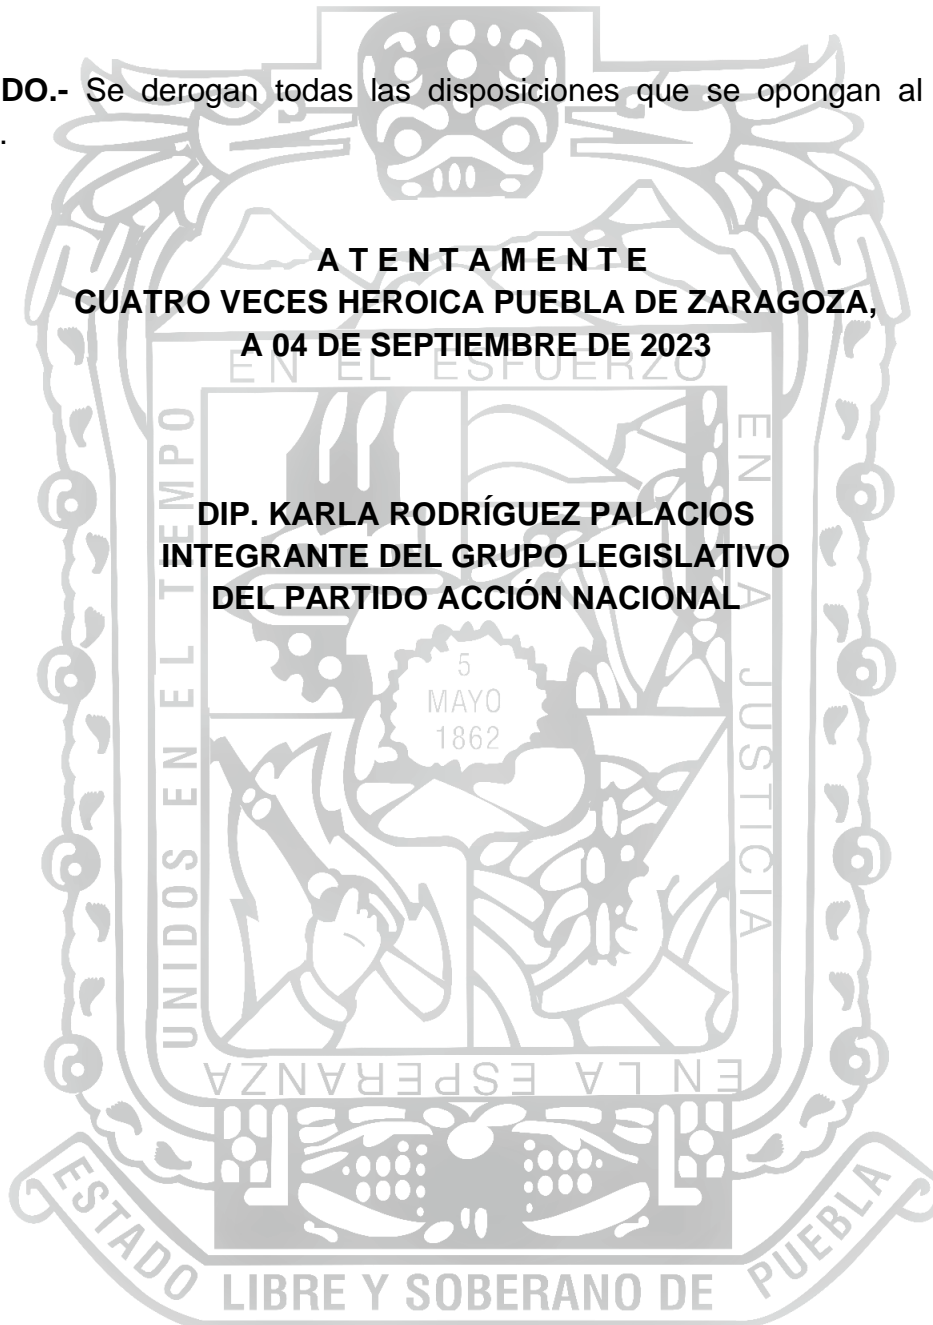 DO.- Se derogan todas las disposiciones que se opongan al
.
A T E N T A M E N T E
CUATRO VECES HEROICA PUEBLA DE ZARAGOZA,
A 04 DE SEPTIEMBRE DE 2023
EN EL ESFUERZO
DIP. KARLA RODRÍGUEZ PALACIOS
INTEGRANTE DEL GRUPO LEGISLATIVO
DEL PARTIDO ACCIÓN NACIONAL
UNIDOS EN EL TIEMPO
5
MAYO
1862
EN A JUSTICIA
EN LA ESPERANZA
ESTADO LIBRE Y SOBERANO DE PUEBLA